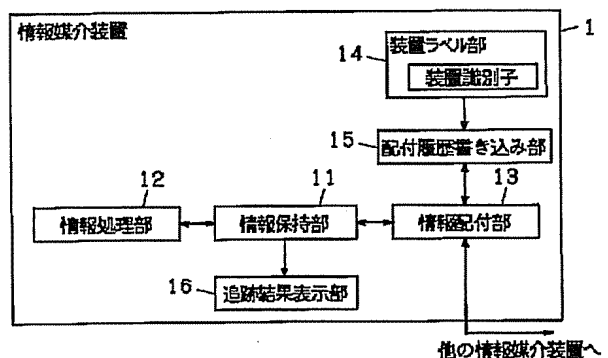 情報媒介装置
1
14
装置ラベル部
装置識別子
15
配付履歴書き込み部
12
11
13
情報処理部
情報保持部
情報配付部
16
追跡結果表示部
他の情報媒介装置へ